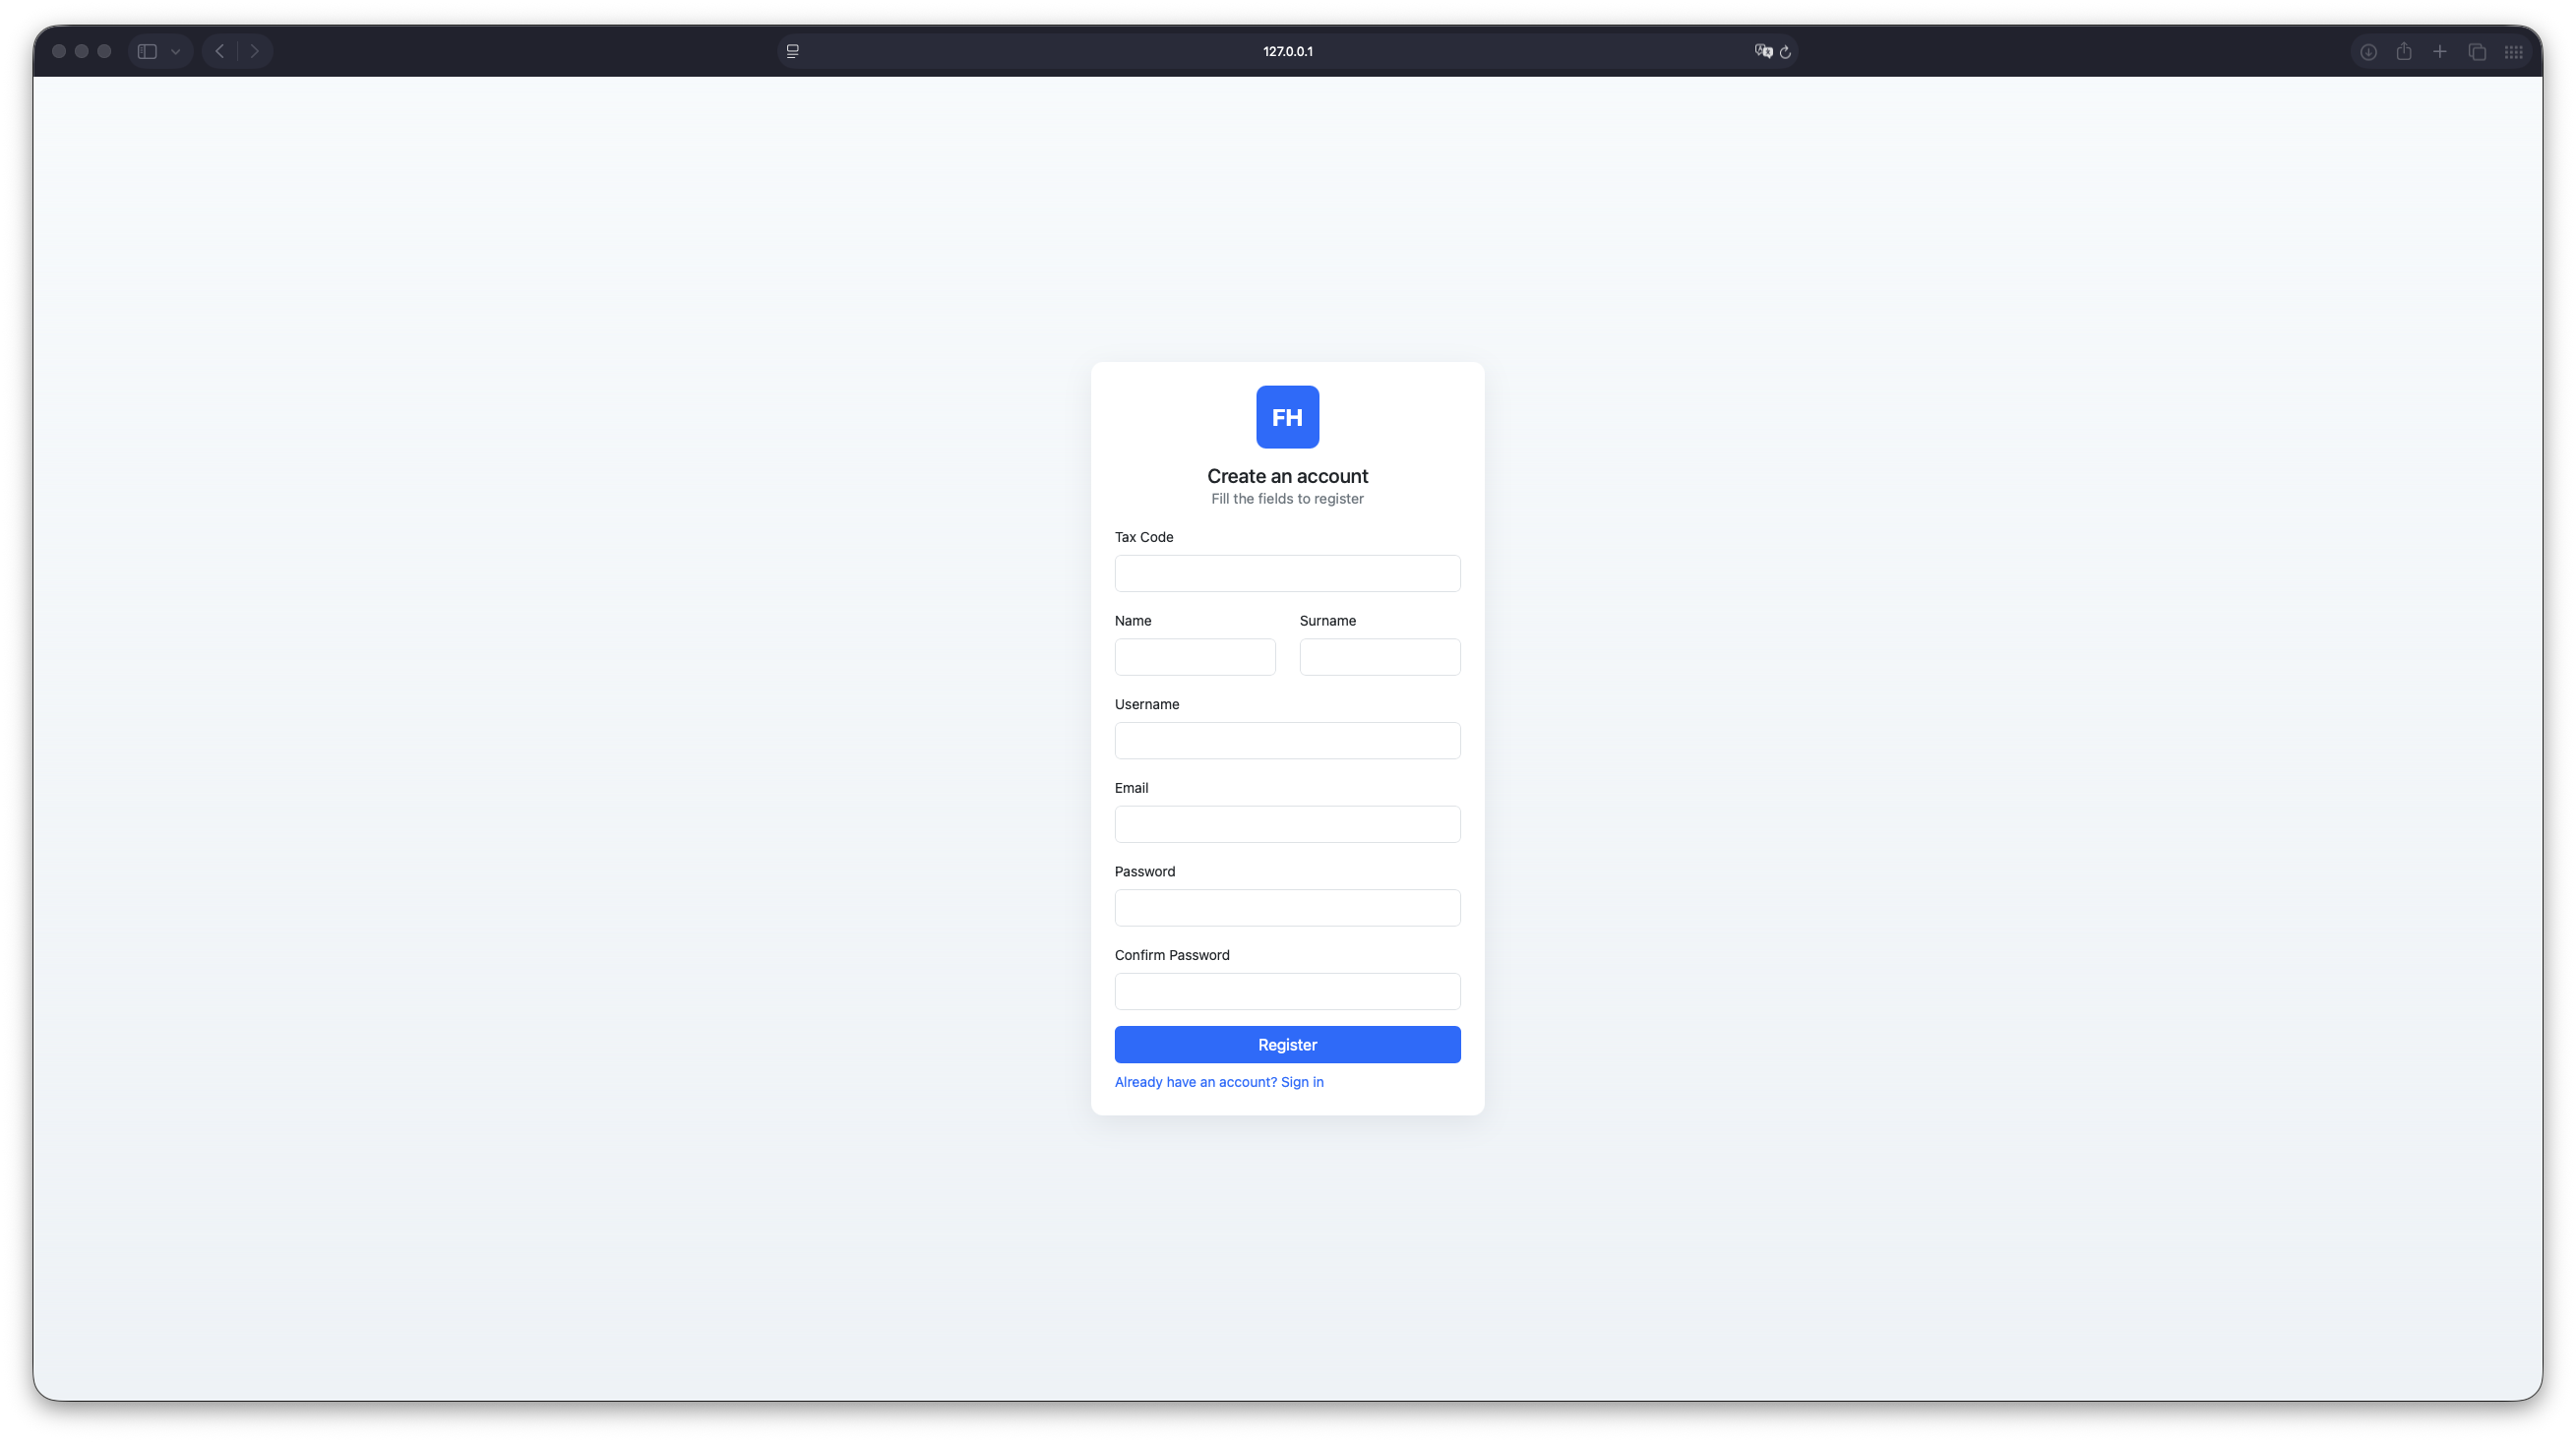 127.0.0.1
FH
Create an account
Fill the fields to register
Tax Code
Name Surname
Username
Email
Password
Confirm Password
Register
Already have an account? Sign in